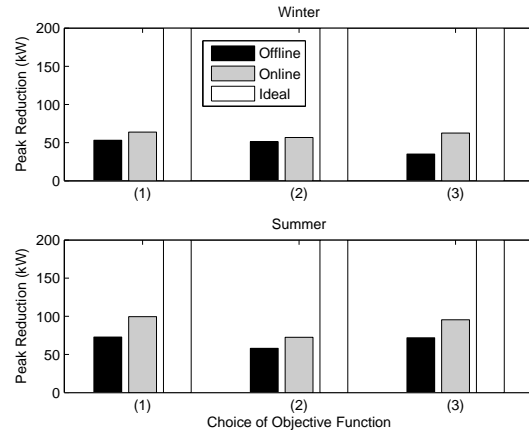 Winter
200
150
100
50
0
Peak Reduction (kW)
Offline
Online
Ideal
(1) (2) (3)
Summer
200
150
100
50
0
Peak Reduction (kW)
(1) (2) (3)
Choice of Objective Function